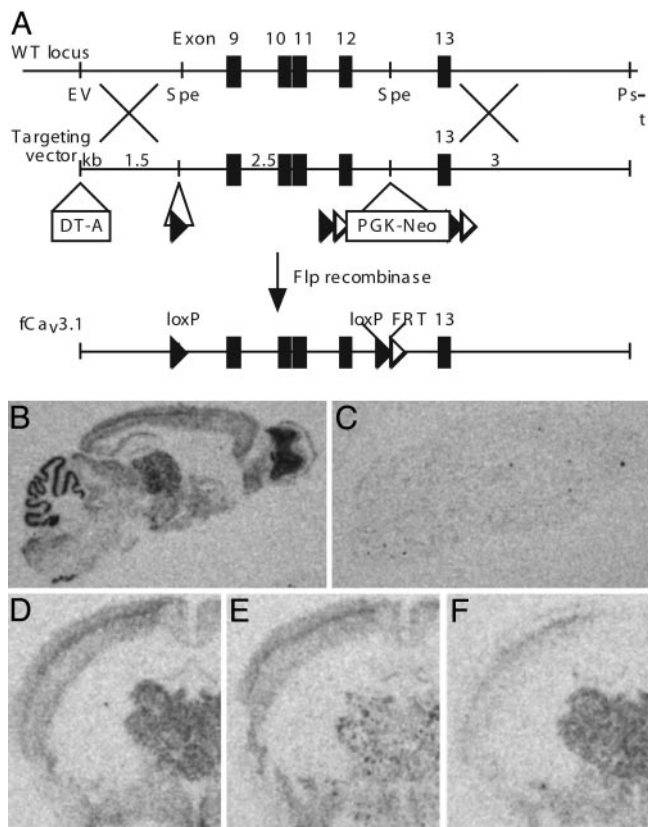 A
Exon 9 10 11 12 13
WT locus
EV Spe Spe Ps-
t
Targeting
vector
13
kb 1.5 2.5 3
DT-A PGK-Neo
Flp recombinase
loxP loxP FRT 13
fCav3.1
B C
D E F